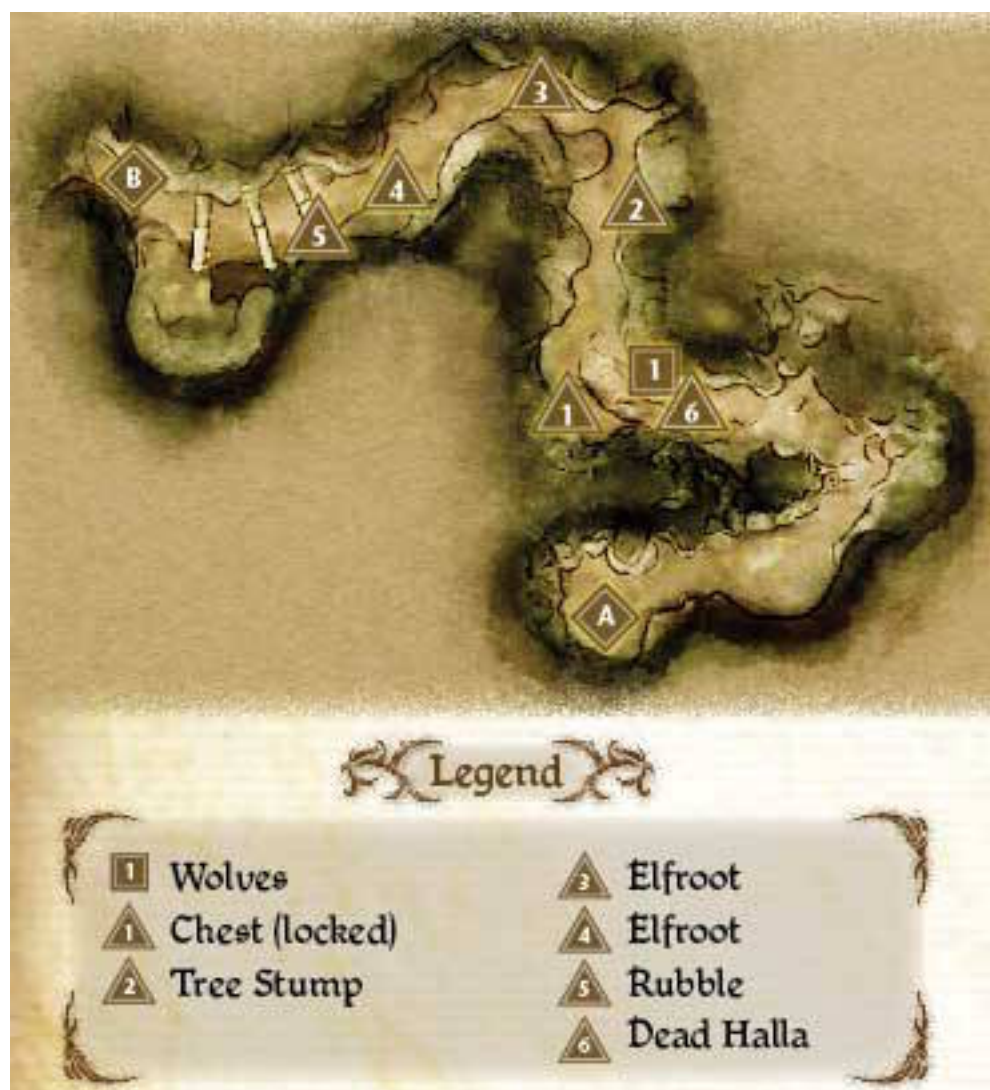 3
B
4
2
5
1
1
6
A
Legend
1 Wolves
1 Chest (locked)
2 Tree Stump
3 Elfroot
4 Elfroot
5 Rubble
6 Dead Halla